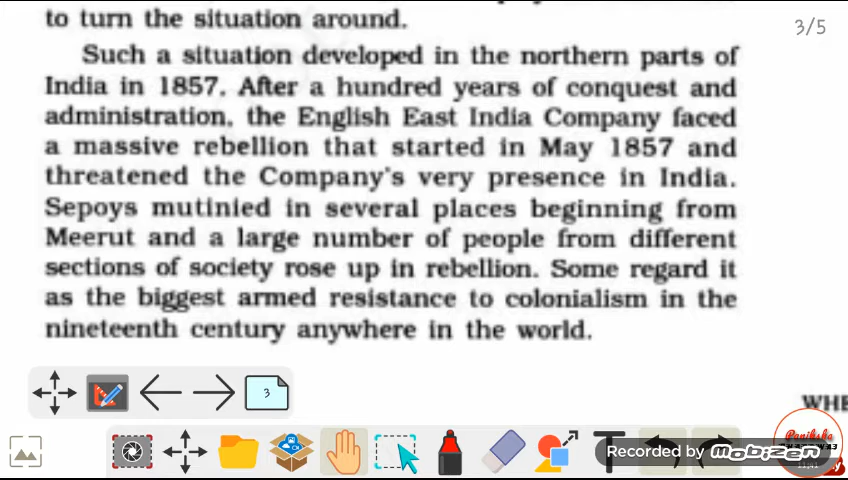 to turn the situation around.
3/5
Such a situation developed in the northern parts of
India in 1857. After a hundred years of conquest and
administration, the English East India Company faced
a massive rebellion that started in May 1857 and
threatened the Company's very presence in India.
Sepoys mutinied in several places beginning from
Meerut and a large number of people from different
sections of society rose up in rebellion. Some regard it
as the biggest armed resistance to colonialism in the
nineteenth century anywhere in the world.
3
WHE
Pariksha
T
Recorded by mobizen